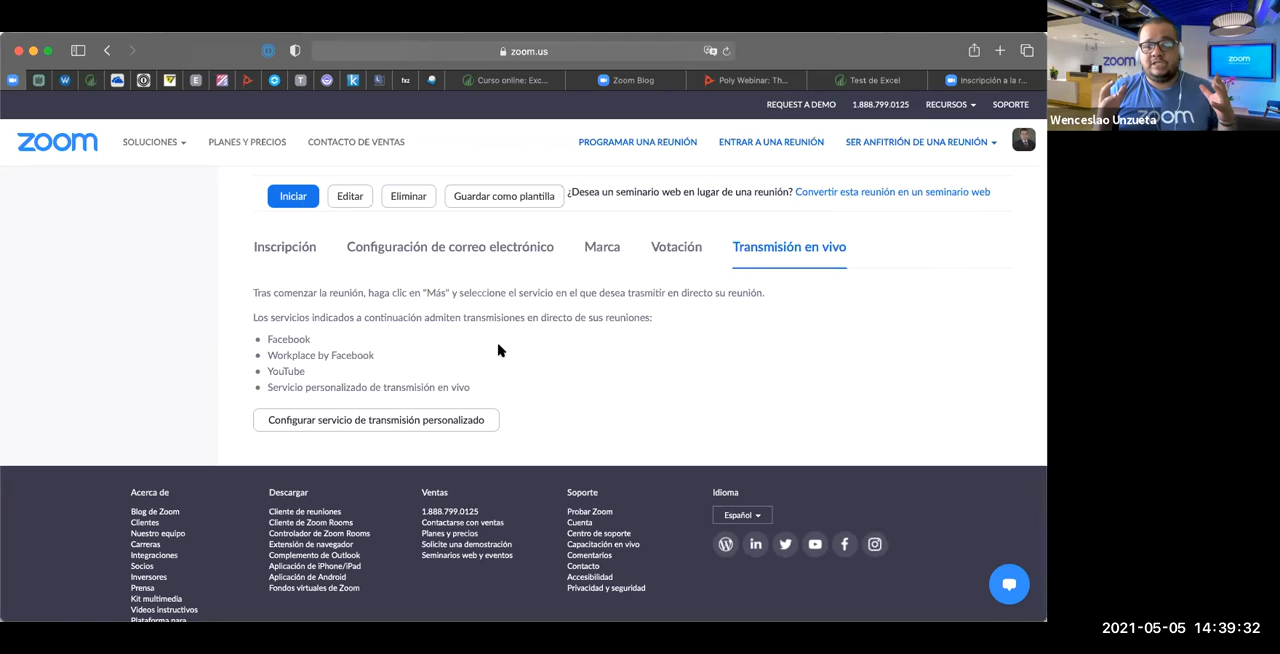 zoom.us
Curso online: Exc...
Zoom Blog
Poly Webinar: Th...
Test de Excel
Inscripción a la r...
REQUEST A DEMO
1.888.799.0125
RECURSOS
SOPORTE
zoom
SOLUCIONES
PLANES Y PRECIOS
CONTACTO DE VENTAS
PROGRAMAR UNA REUNIÓN
ENTRAR A UNA REUNIÓN
SER ANFITRIÓN DE UNA REUNIÓN
Iniciar
Editar
Eliminar
Guardar como plantilla
¿Desea un seminario web en lugar de una reunión? Convertir esta reunión en un seminario web
Inscripción
Configuración de correo electrónico
Marca
Votación
Transmisión en vivo
Tras comenzar la reunión, haga clic en "Más" y seleccione el servicio en el que desea trasmitir en directo su reunión.
Los servicios indicados a continuación admiten transmisiones en directo de sus reuniones:
Facebook
Workplace by Facebook
YouTube
Servicio personalizado de transmisión en vivo
Configurar servicio de transmisión personalizado
Acerca de
Blog de Zoom
Clientes
Nuestro equipo
Carreras
Integraciones
Socios
Inversores
Prensa
Kit multimedia
Videos instructivos
Plataforma para
Descargar
Cliente de reuniones
Cliente de Zoom Rooms
Controlador de Zoom Rooms
Extensión de navegador
Complemento de Outlook
Aplicación de iPhone/iPad
Aplicación de Android
Fondos virtuales de Zoom
Ventas
1.888.799.0125
Contactarse con ventas
Planes y precios
Solicite una demostración
Seminarios web y eventos
Soporte
Probar Zoom
Cuenta
Centro de soporte
Capacitación en vivo
Comentarios
Contacto
Accesibilidad
Privacidad y seguridad
Idioma
Español
zoom
zoom
zoom
Wenceslao Unzueta
2021-05-05 14:39:32